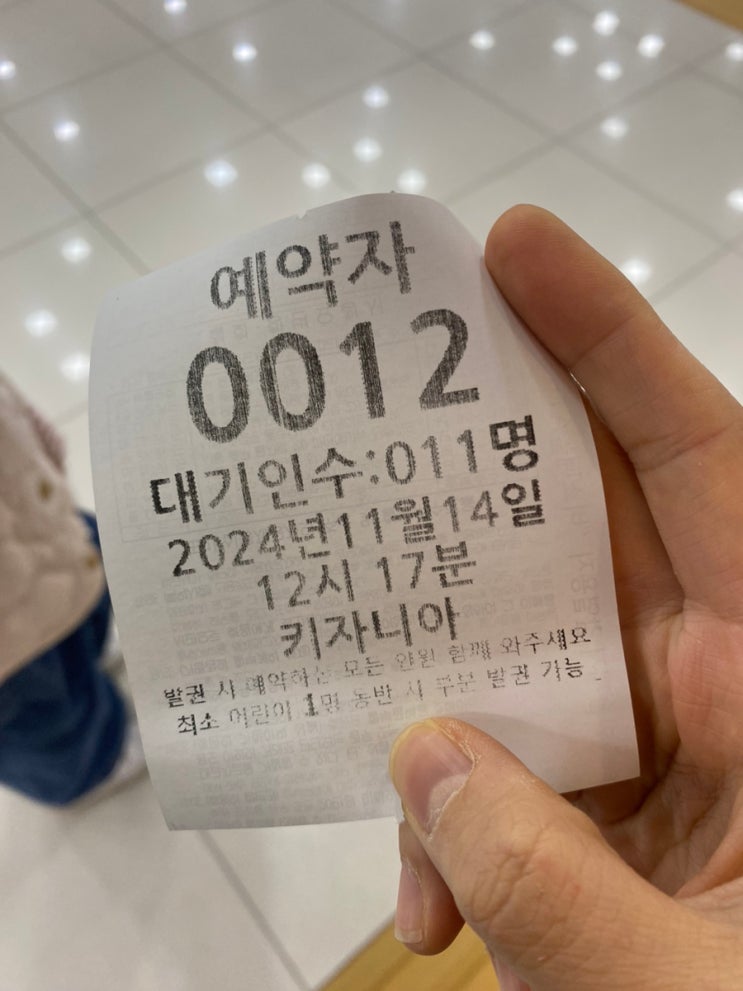 예약자
0012
대기인수:011명
2024년11월14일
12시 17분
키자니아
발권 시 예약하신 모든 인원 함께 와주세요
최소 어린이 1명 동반 시 부분 발권 가능